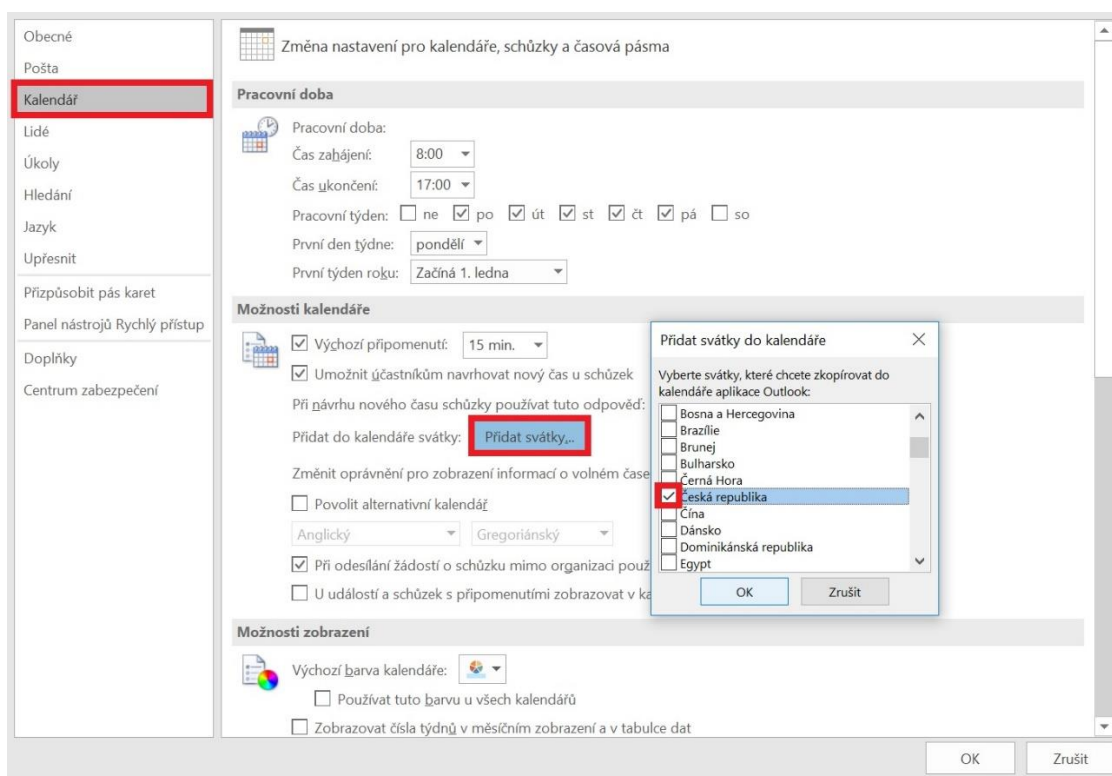 Obecné
Pošta
Kalendář
Lidé
Úkoly
Hledání
Jazyk
Upřesnit
Přizpůsobit pás karet
Panel nástrojů Rychlý přístup
Doplňky
Centrum zabezpečení
Změna nastavení pro kalendáře, schůzky a časová pásma
Pracovní doba
Pracovní doba:
Čas zahájení: 8:00
Čas ukončení: 17:00
Pracovní týden: ne po út st čt pá so
První den týdne: pondělí
První týden roku: Začíná 1. ledna
Možnosti kalendáře
Výchozí připomenutí: 15 min.
Umožnit účastníkům navrhovat nový čas u schůzek
Při návrhu nového času schůzky používat tuto odpověď:
Přidat do kalendáře svátky: Přidat svátky...
Změnit oprávnění pro zobrazení informací o volném čase
Povolit alternativní kalendář
Anglický Gregoriánský
Při odesílání žádostí o schůzku mimo organizaci použ
U událostí a schůzek s připomenutími zobrazovat v ka
Možnosti zobrazení
Výchozí barva kalendáře:
Používat tuto barvu u všech kalendářů
Zobrazovat čísla týdnů v měsíčním zobrazení a v tabulce dat
Přidat svátky do kalendáře
Vyberte svátky, které chcete zkopírovat do
kalendáře aplikace Outlook:
Bosna a Hercegovina
Brazílie
Brunej
Bulharsko
Černá Hora
Česká republika
Čína
Dánsko
Dominikánská republika
Egypt
OK Zrušit
OK Zrušit